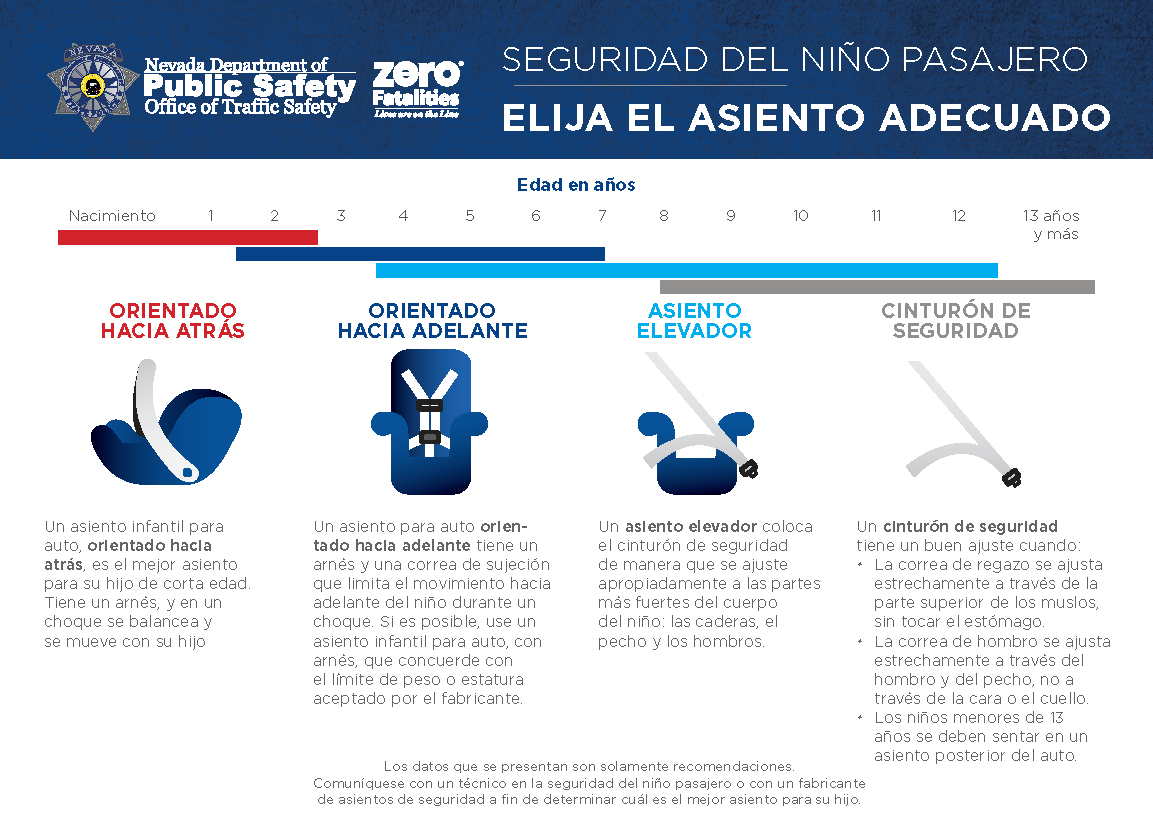 NEVADA
Nevada Department of
Public Safety
Office of Traffic Safety
zero
Fatalities
Lives are on the Line
SEGURIDAD DEL NIÑO PASAJERO
ELIJA EL ASIENTO ADECUADO
Edad en años
Nacimiento 1 2 3 4 5 6 7 8 9 10 11 12 13 años
y más
ORIENTADO
HACIA ATRÁS
Un asiento infantil para
auto, orientado hacia
atrás, es el mejor asiento
para su hijo de corta edad.
Tiene un arnés, y en un
choque se balancea y
se mueve con su hijo
ORIENTADO
HACIA ADELANTE
Un asiento para auto orien-
tado hacia adelante tiene un
arnés y una correa de sujeción
que limita el movimiento hacia
adelante del niño durante un
choque. Si es posible, use un
asiento infantil para auto, con
arnés, que concuerde con
el límite de peso o estatura
aceptado por el fabricante.
ASIENTO
ELEVADOR
Un asiento elevador coloca
el cinturón de seguridad
de manera que se ajuste
apropiadamente a las partes
más fuertes del cuerpo
del niño: las caderas, el
pecho y los hombros.
CINTURÓN DE
SEGURIDAD
Un cinturón de seguridad
tiene un buen ajuste cuando:
• La correa de regazo se ajusta
estrechamente a través de la
parte superior de los muslos,
sin tocar el estómago.
• La correa de hombro se ajusta
estrechamente a través del
hombro y del pecho, no a
través de la cara o el cuello.
• Los niños menores de 13
años se deben sentar en un
asiento posterior del auto.
Los datos que se presentan son solamente recomendaciones.
Comuníquese con un técnico en la seguridad del niño pasajero o con un fabricante
de asientos de seguridad a fin de determinar cuál es el mejor asiento para su hijo.